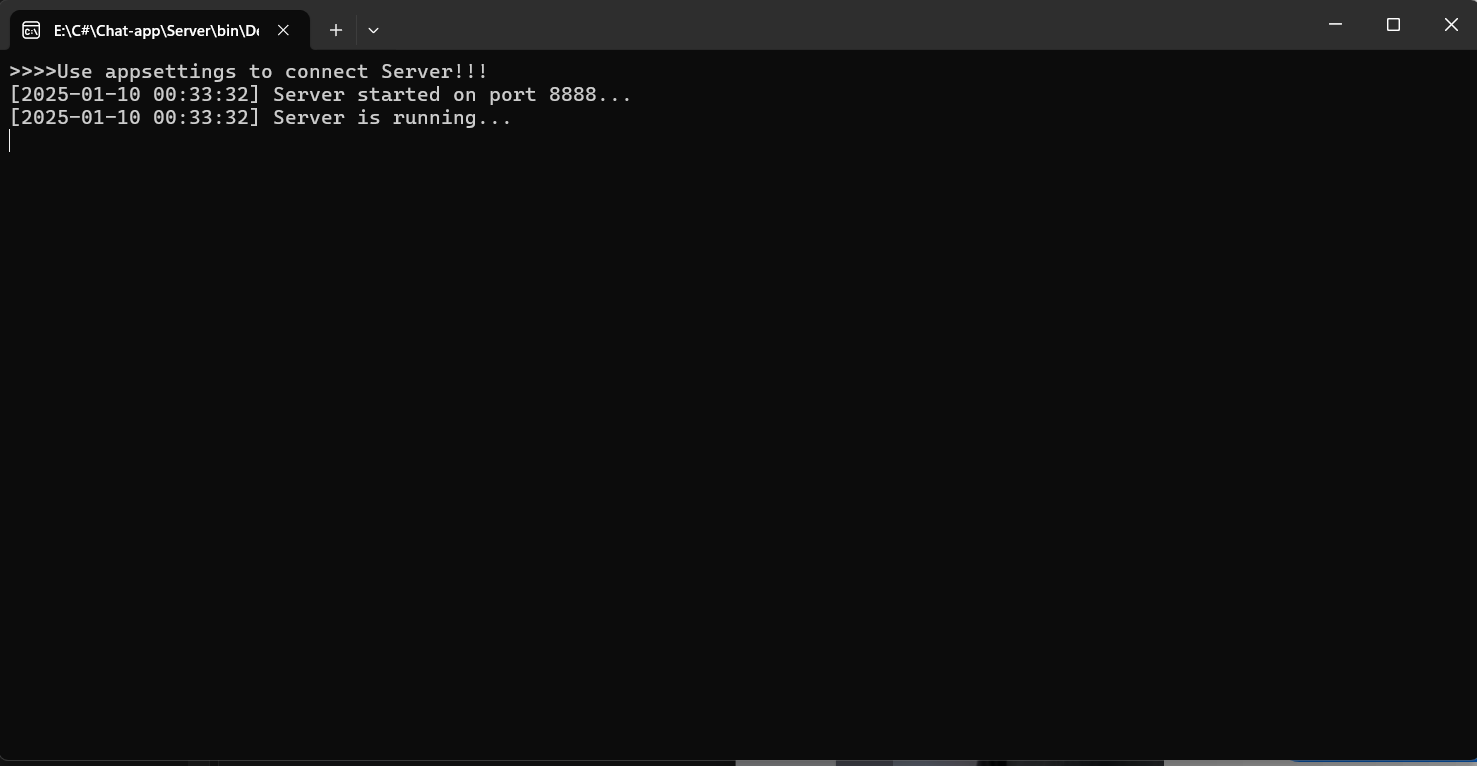 E:\C#\Chat-app\Server\bin\De
>>>>Use appsettings to connect Server!!!
[2025-01-10 00:33:32] Server started on port 8888...
[2025-01-10 00:33:32] Server is running...